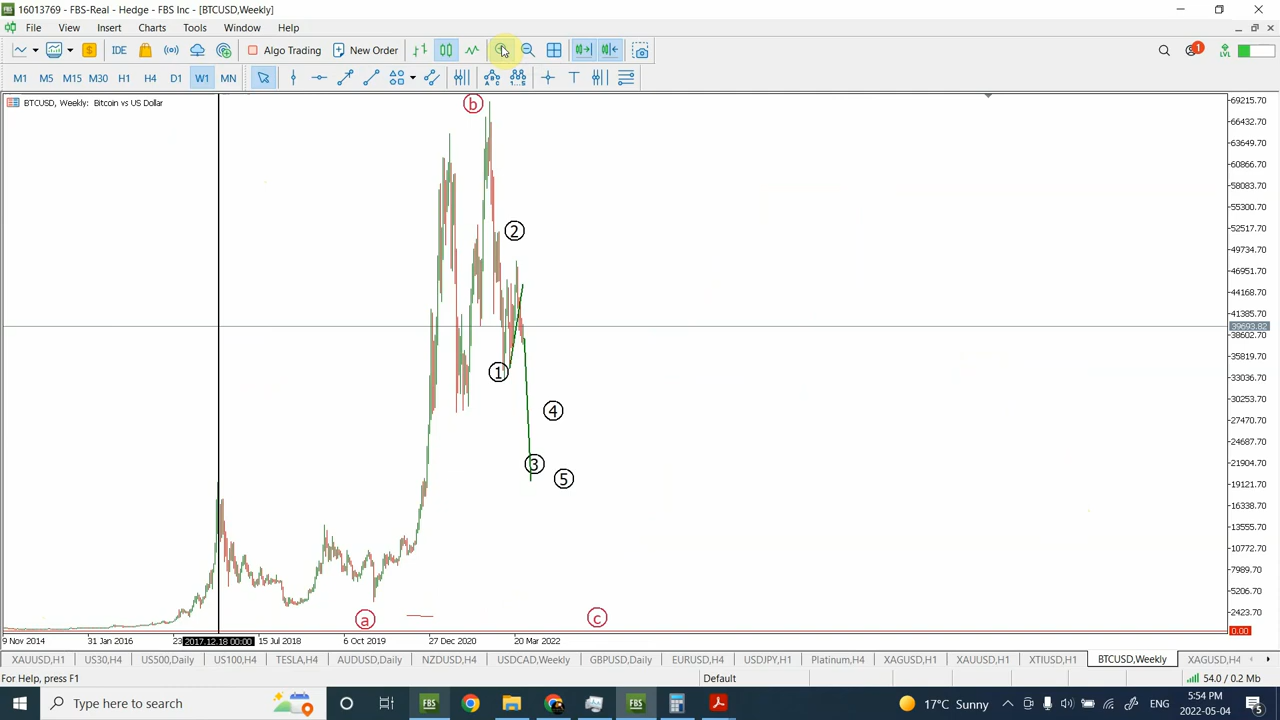 16013769 - FBS-Real - Hedge - FBS Inc - [BTCUSD,Weekly]
File View Insert Charts Tools Window Help
IDE Algo Trading New Order 1 LVL
M1 M5 M15 M30 H1 H4 D1 W1 MN
BTCUSD, Weekly: Bitcoin vs US Dollar
69215.70
66432.70
63649.70
60866.70
58083.70
55300.70
52517.70
49734.70
46951.70
44168.70
41385.70
39693.82
38602.70
35819.70
33036.70
30253.70
27470.70
24687.70
21904.70
19121.70
16338.70
13555.70
10772.70
7989.70
5206.70
2423.70
0.00
b
2
1
4
3
5
a
c
9 Nov 2014 31 Jan 2016 23 2017.12.18 00:00 15 Jul 2018 6 Oct 2019 27 Dec 2020 20 Mar 2022
XAUUSD,H1 US30,H4 US500,Daily US100,H4 TESLA,H4 AUDUSD,Daily NZDUSD,H4 USDCAD,Weekly GBPUSD,Daily EURUSD,H4 USDJPY,H1 Platinum,H4 XAGUSD,H1 XAUUSD,H1 XTIUSD,H1 BTCUSD,Weekly XAGUSD,H4
For Help, press F1 Default 54.0 / 0.2 Mb
Type here to search FBS FBS 17°C Sunny ENG 5:54 PM
2022-05-04 5